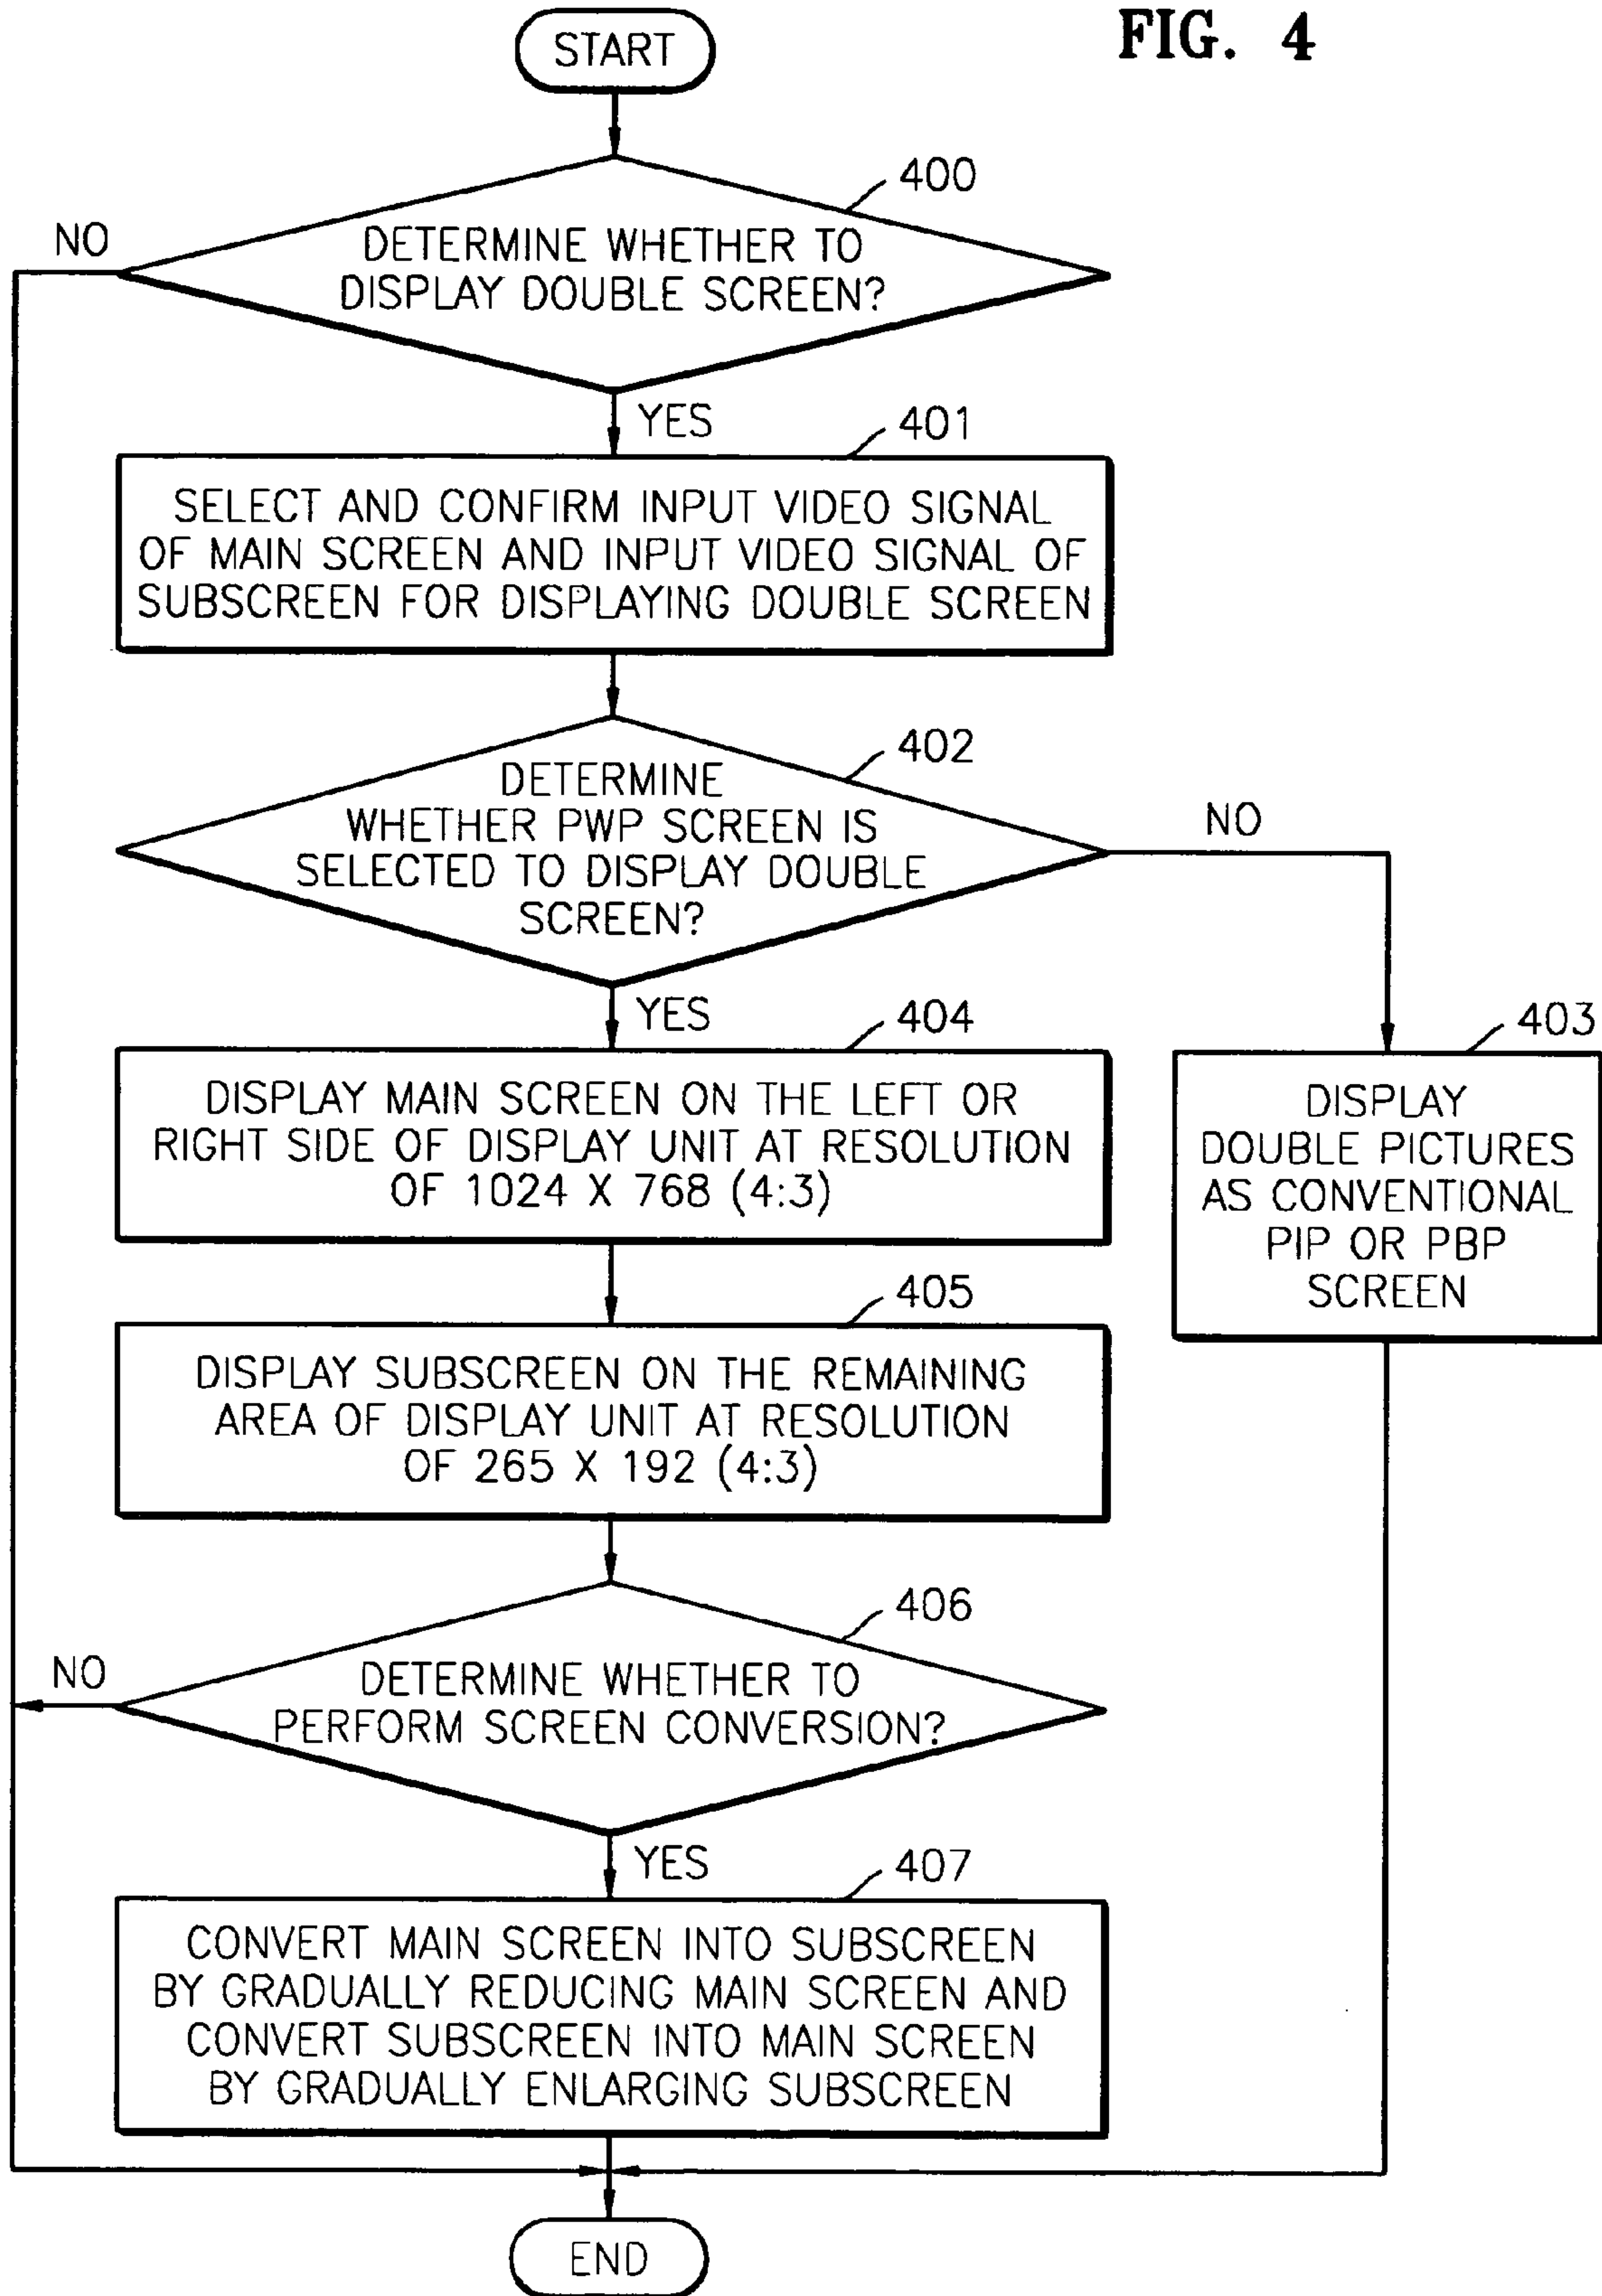 FIG. 4
START
400
NO
DETERMINE WHETHER TO
DISPLAY DOUBLE SCREEN?
YES
401
SELECT AND CONFIRM INPUT VIDEO SIGNAL
OF MAIN SCREEN AND INPUT VIDEO SIGNAL OF
SUBSCREEN FOR DISPLAYING DOUBLE SCREEN
402
DETERMINE
WHETHER PWP SCREEN IS
SELECTED TO DISPLAY DOUBLE
SCREEN?
NO
YES
404
DISPLAY MAIN SCREEN ON THE LEFT OR
RIGHT SIDE OF DISPLAY UNIT AT RESOLUTION
OF 1024 X 768 (4:3)
403
DISPLAY
DOUBLE PICTURES
AS CONVENTIONAL
PIP OR PBP
SCREEN
405
DISPLAY SUBSCREEN ON THE REMAINING
AREA OF DISPLAY UNIT AT RESOLUTION
OF 265 X 192 (4:3)
406
NO
DETERMINE WHETHER TO
PERFORM SCREEN CONVERSION?
YES
407
CONVERT MAIN SCREEN INTO SUBSCREEN
BY GRADUALLY REDUCING MAIN SCREEN AND
CONVERT SUBSCREEN INTO MAIN SCREEN
BY GRADUALLY ENLARGING SUBSCREEN
END